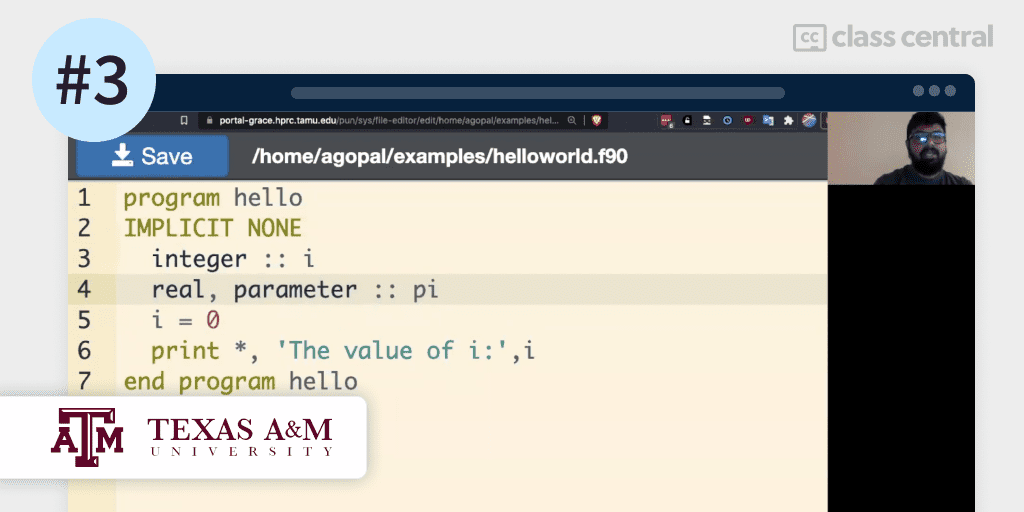 #3
class central
portal-grace.hprc.tamu.edu/pun/sys/file-editor/edit/home/agopal/examples/hel...
Save
/home/agopal/examples/helloworld.f90
1 program hello
2 IMPLICIT NONE
3 integer :: i
4 real, parameter :: pi
5 i = 0
6 print *, 'The value of i:',i
7 end program hello
ATM
TEXAS A&M
UNIVERSITY